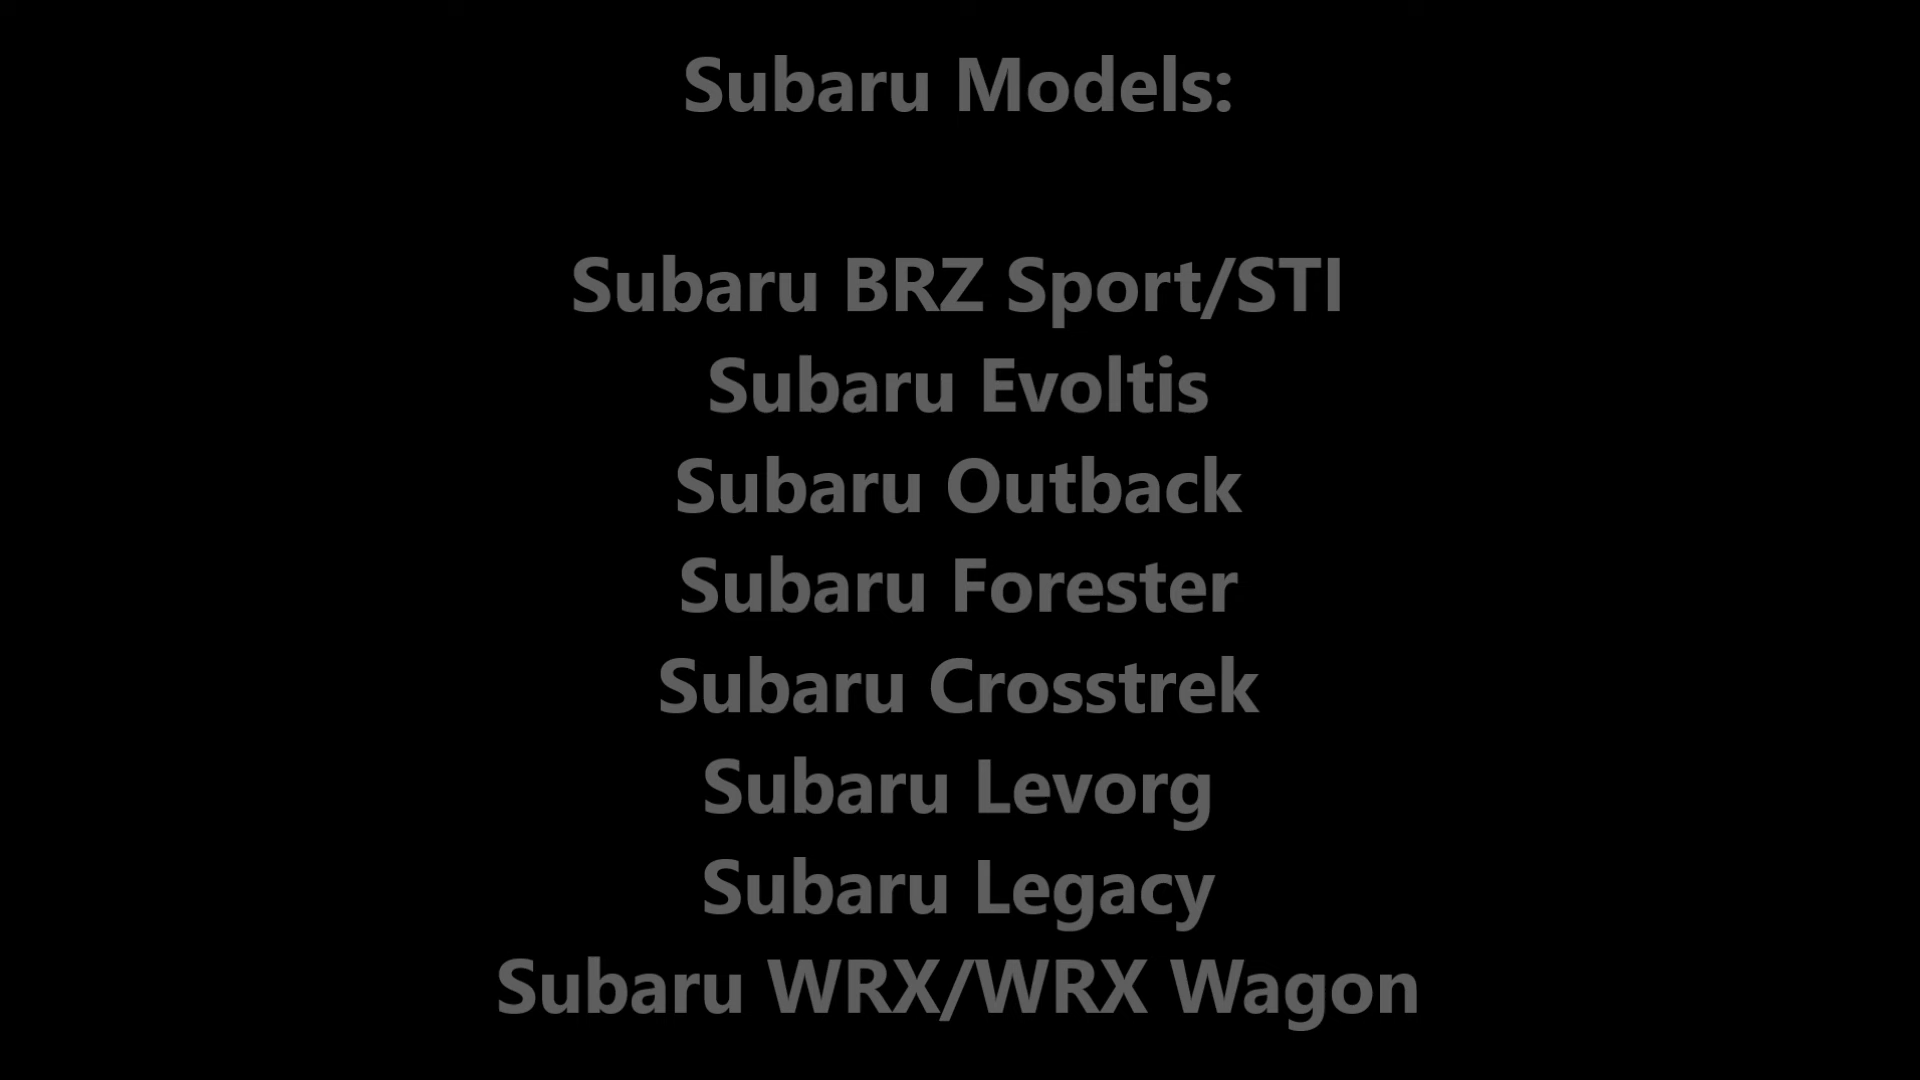 Subaru Models:
Subaru BRZ Sport/STI
Subaru Evoltis
Subaru Outback
Subaru Forester
Subaru Crosstrek
Subaru Levorg
Subaru Legacy
Subaru WRX/WRX Wagon